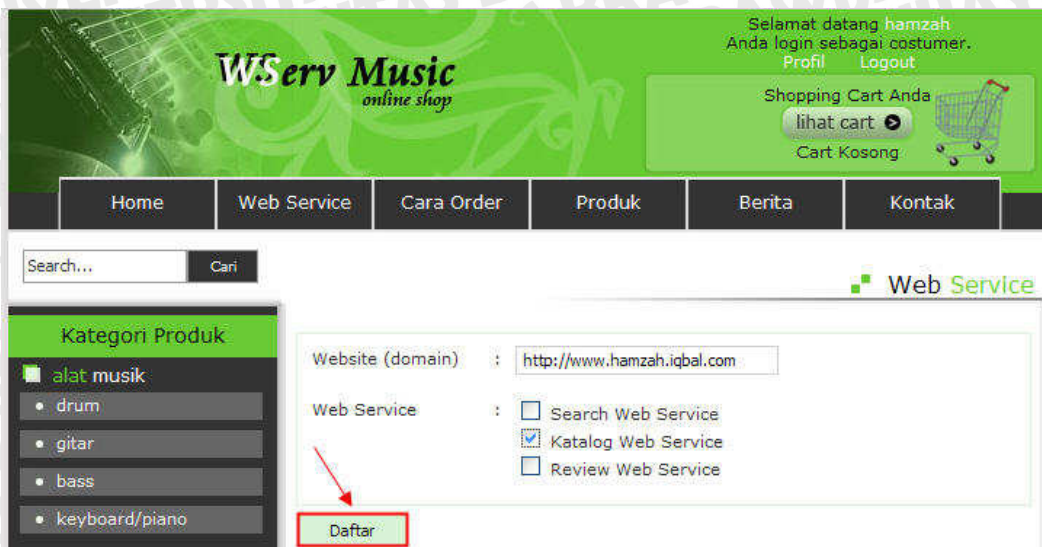 WServ Music
online shop
Selamat datang hamzah
Anda login sebagai costumer.
Profil Logout
Shopping Cart Anda
lihat cart
Cart Kosong
Home Web Service Cara Order Produk Berita Kontak
Search... Cari
Web Service
Kategori Produk
alat musik
drum
gitar
bass
keyboard/piano
Website (domain) : http://www.hamzah.iqbal.com
Web Service : Search Web Service
Katalog Web Service
Review Web Service
Daftar